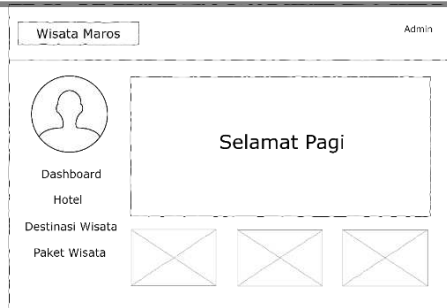 Wisata Maros
Admin
Selamat Pagi
Dashboard
Hotel
Destinasi Wisata
Paket Wisata